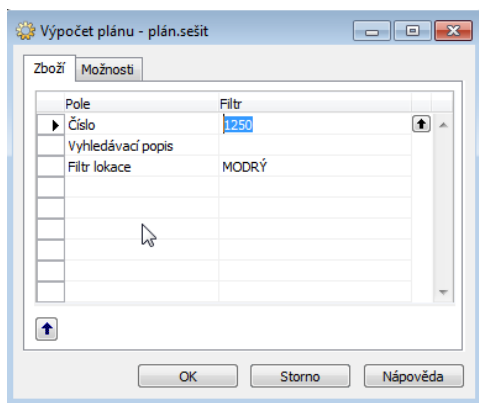 Výpočet plánu - plán.sešit
Zboží Možnosti
Pole Filtr
Číslo 1250
Vyhledávací popis
Filtr lokace MODRÝ
OK Storno Nápověda